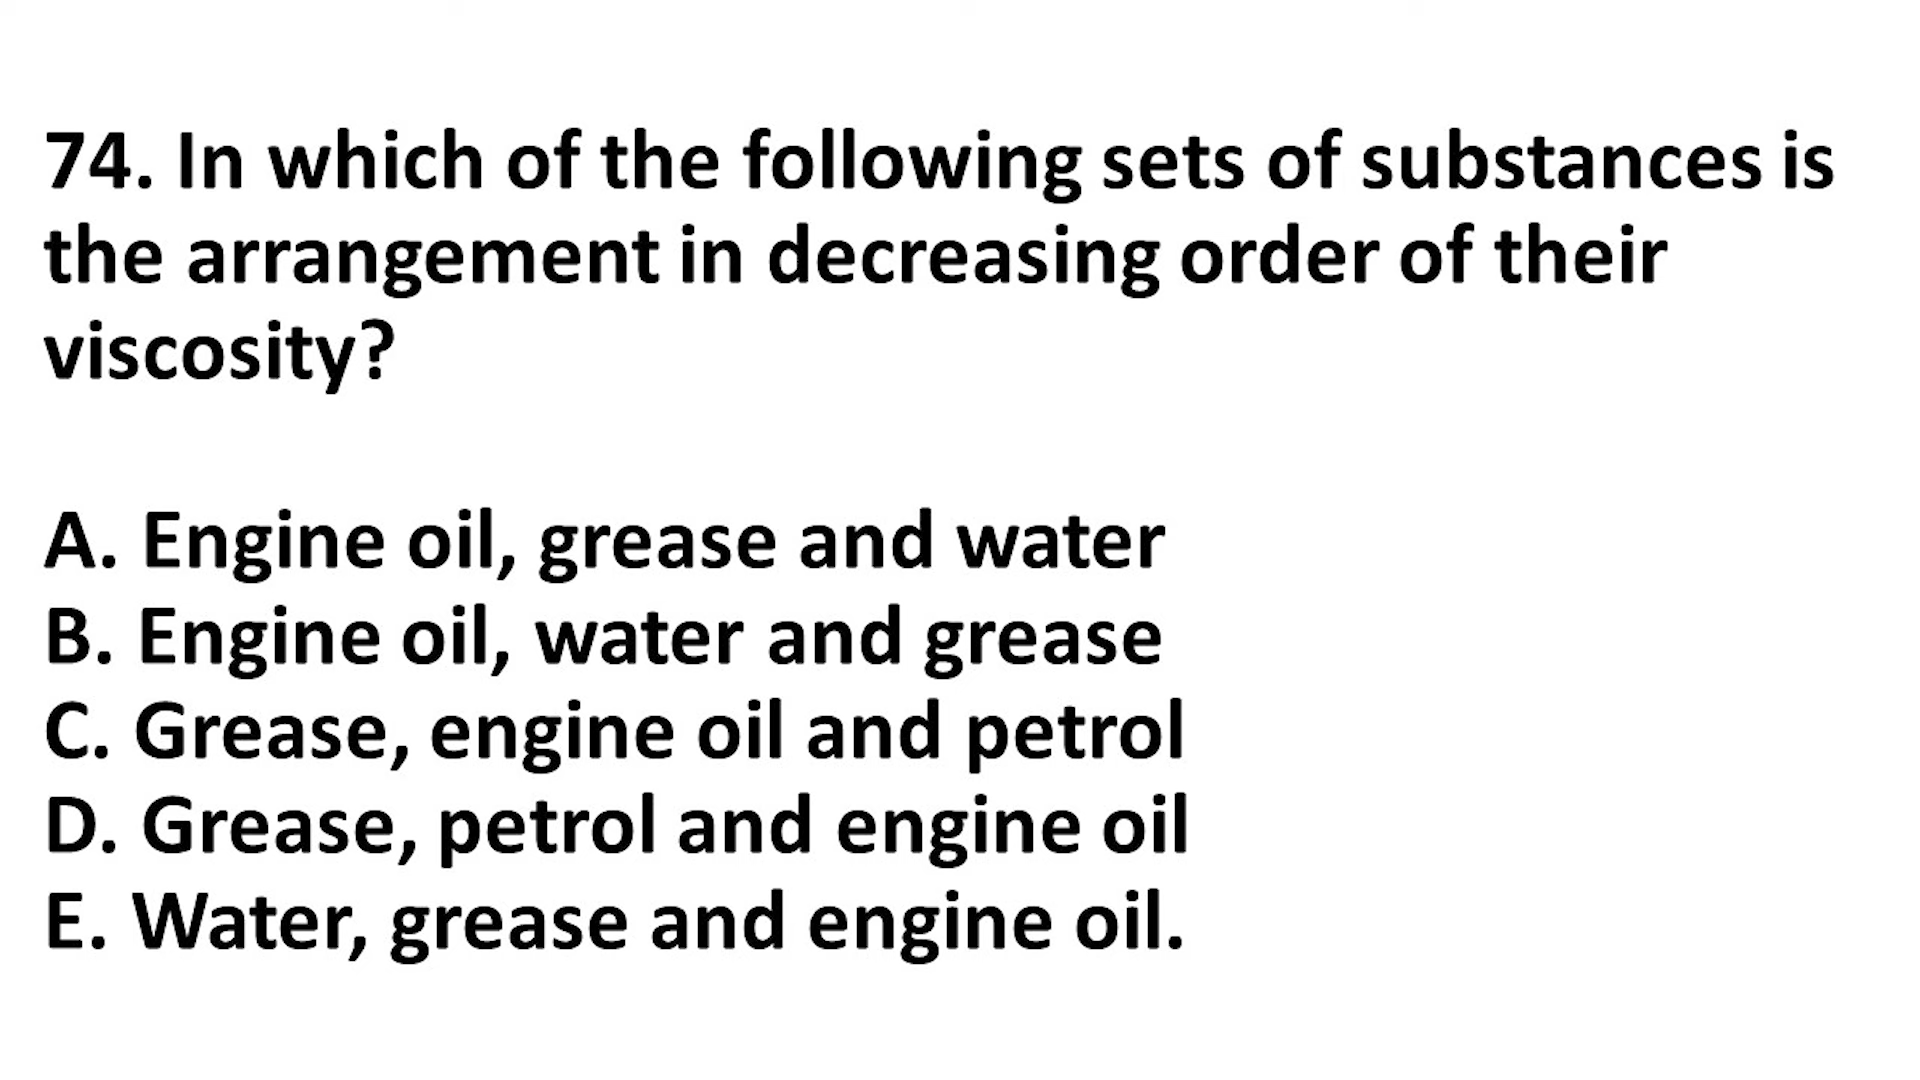 74. In which of the following sets of substances is
the arrangement in decreasing order of their
viscosity?
A. Engine oil, grease and water
B. Engine oil, water and grease
C. Grease, engine oil and petrol
D. Grease, petrol and engine oil
E. Water, grease and engine oil.